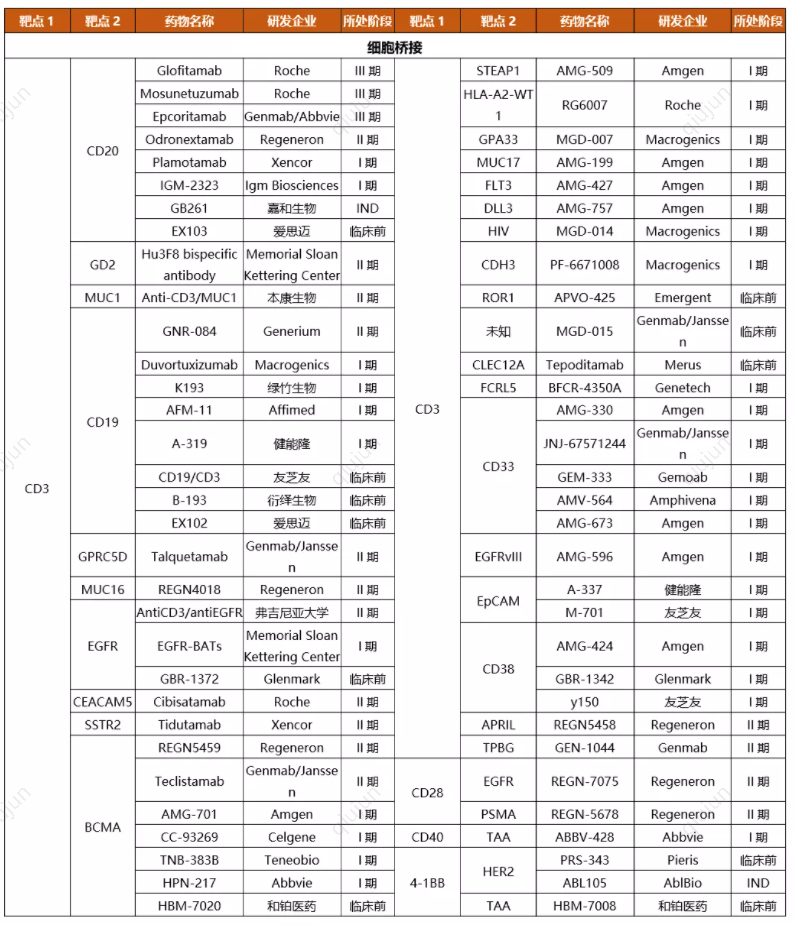 靶点 1 靶点 2 药物名称 研发企业 所处阶段 靶点 1 靶点 2 药物名称 研发企业 所处阶段
细胞桥接
CD3
CD20
Glofitamab Roche III 期
Mosunetuzumab Roche III 期
Epcoritamab Genmab/Abbvie III 期
Odronextamab Regeneron II 期
Plamotamab Xencor I 期
IGM-2323 Igm Biosciences I 期
GB261 嘉和生物 IND
EX103 爱思迈 临床前
GD2 Hu3F8 bispecific antibody Memorial Sloan Kettering Center II 期
MUC1 Anti-CD3/MUC1 本康生物 II 期
CD19
GNR-084 Generium II 期
Duvortuxizumab Macrogenics I 期
K193 绿竹生物 I 期
AFM-11 Affimed I 期
A-319 健能隆 I 期
CD19/CD3 友芝友 临床前
B-193 衍绎生物 临床前
EX102 爱思迈 临床前
GPRC5D Talquetamab Genmab/Janssen II 期
MUC16 REGN4018 Regeneron II 期
EGFR
AntiCD3/antiEGFR 弗吉尼亚大学 II 期
EGFR-BATs Memorial Sloan Kettering Center I 期
GBR-1372 Glenmark 临床前
CEACAM5 Cibisatamab Roche II 期
SSTR2 Tidutamab Xencor II 期
BCMA
REGN5459 Regeneron II 期
Teclistamab Genmab/Janssen II 期
AMG-701 Amgen I 期
CC-93269 Celgene I 期
TNB-383B Teneobio I 期
HPN-217 Abbvie I 期
HBM-7020 和铂医药 临床前
CD3
STEAP1 AMG-509 Amgen I 期
HLA-A2-WT1 RG6007 Roche I 期
GPA33 MGD-007 Macrogenics I 期
MUC17 AMG-199 Amgen I 期
FLT3 AMG-427 Amgen I 期
DLL3 AMG-757 Amgen I 期
HIV MGD-014 Macrogenics I 期
CDH3 PF-6671008 Macrogenics I 期
ROR1 APVO-425 Emergent 临床前
未知 MGD-015 Genmab/Janssen 临床前
CLEC12A Tepoditamab Merus 临床前
FCRL5 BFCR-4350A Genetech I 期
CD33
AMG-330 Amgen I 期
JNJ-67571244 Genmab/Janssen I 期
GEM-333 Gemoab I 期
AMV-564 Amphivena I 期
AMG-673 Amgen I 期
EGFRvIII AMG-596 Amgen I 期
EpCAM
A-337 健能隆 I 期
M-701 友芝友 I 期
CD38
AMG-424 Amgen I 期
GBR-1342 Glenmark I 期
y150 友芝友 I 期
APRIL REGN5458 Regeneron II 期
TPBG GEN-1044 Genmab II 期
CD28
EGFR REGN-7075 Regeneron II 期
PSMA REGN-5678 Regeneron II 期
CD40 TAA ABBV-428 Abbvie I 期
4-1BB
HER2
PRS-343 Pieris 临床前
ABL105 AblBio IND
TAA HBM-7008 和铂医药 临床前